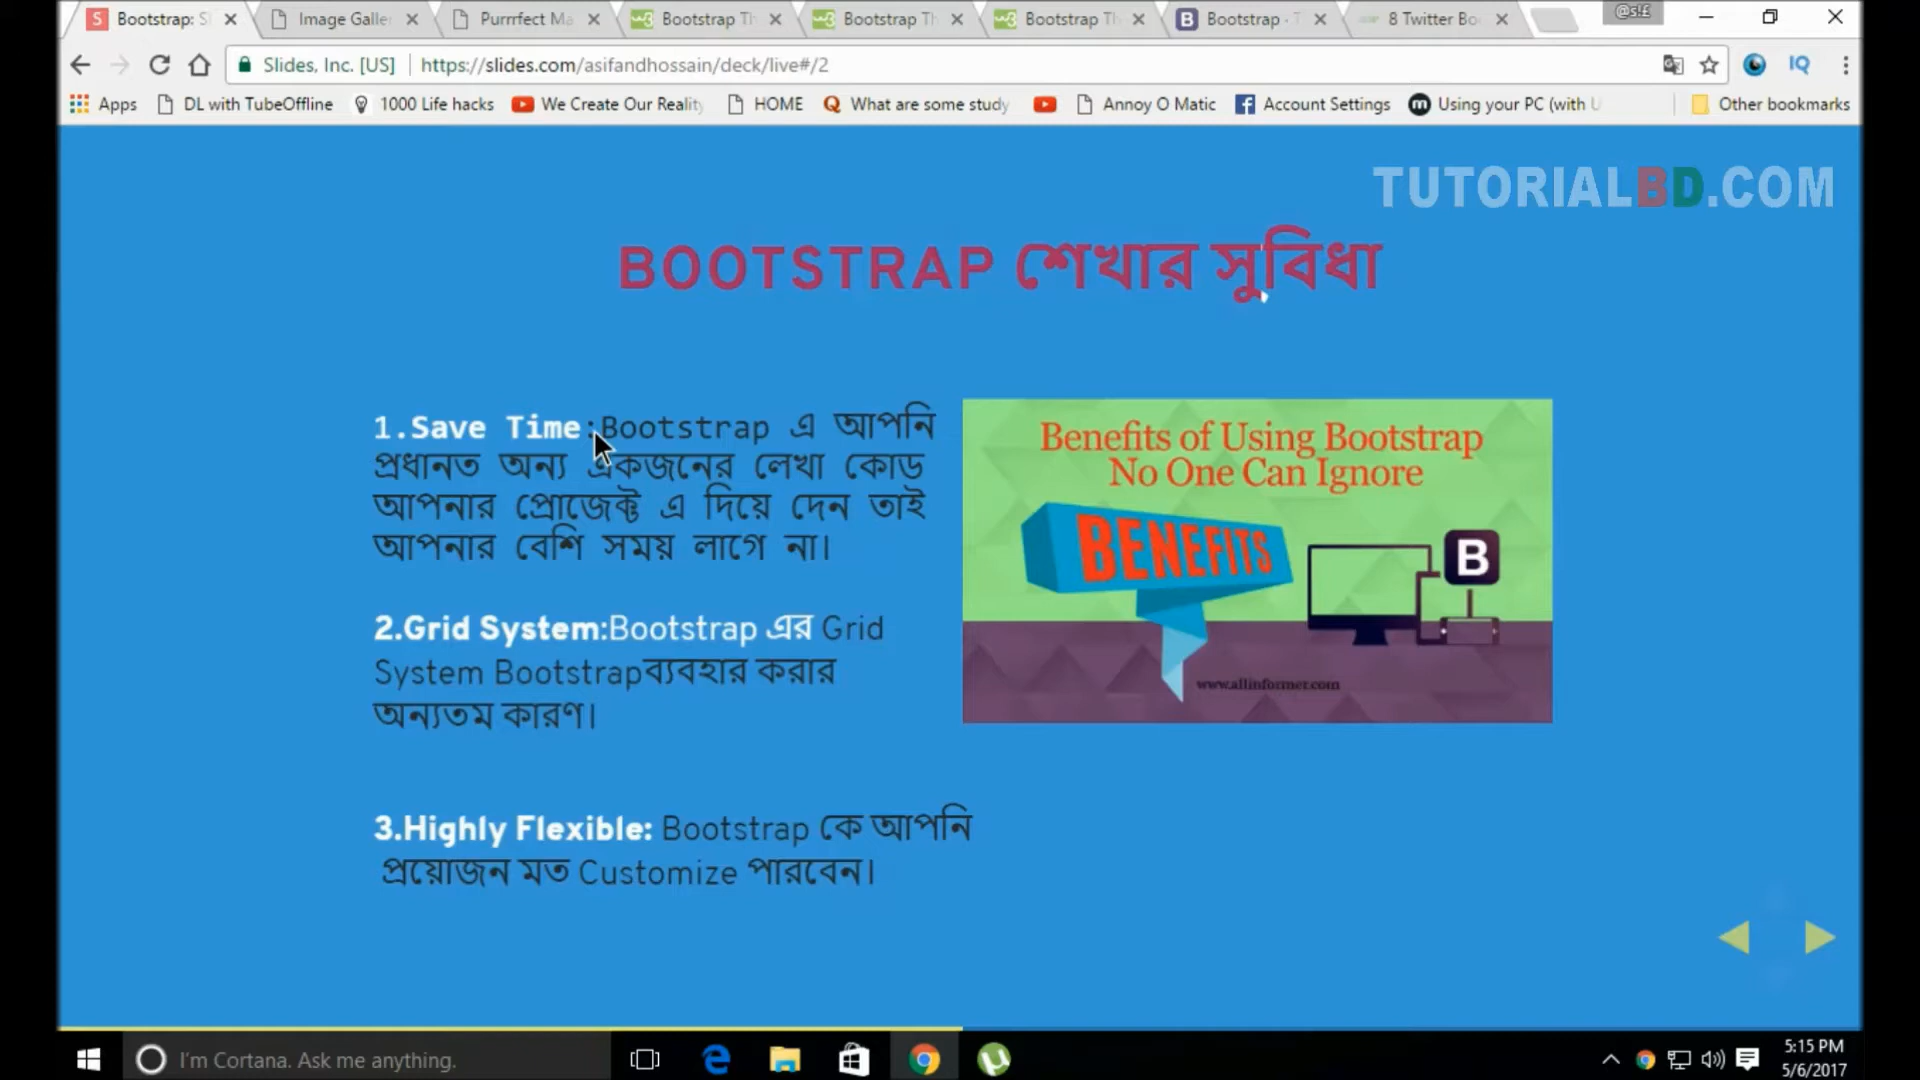 Bootstrap: S
Image Galle
Purrrfect Ma
Bootstrap Th
Bootstrap Th
Bootstrap Th
Bootstrap · T
8 Twitter Bo
@s!£
Slides, Inc. [US]
https://slides.com/asifandhossain/deck/live#/2
Apps
DL with TubeOffline
1000 Life hacks
We Create Our Reality
HOME
What are some study
Annoy O Matic
Account Settings
Using your PC (with U
Other bookmarks
TUTORIALBD.COM
BOOTSTRAP শেখার সুবিধা
1.Save Time:Bootstrap এ আপনি
প্রধানত অন্য একজনের লেখা কোড
আপনার প্রোজেক্ট এ দিয়ে দেন তাই
আপনার বেশি সময় লাগে না।
2.Grid System:Bootstrap এর Grid
System Bootstrapব্যবহার করার
অন্যতম কারণ।
3.Highly Flexible: Bootstrap কে আপনি
প্রয়োজন মত Customize পারবেন।
Benefits of Using Bootstrap
No One Can Ignore
BENEFITS
B
www.allinformer.com
I'm Cortana. Ask me anything.
5:15 PM
5/6/2017